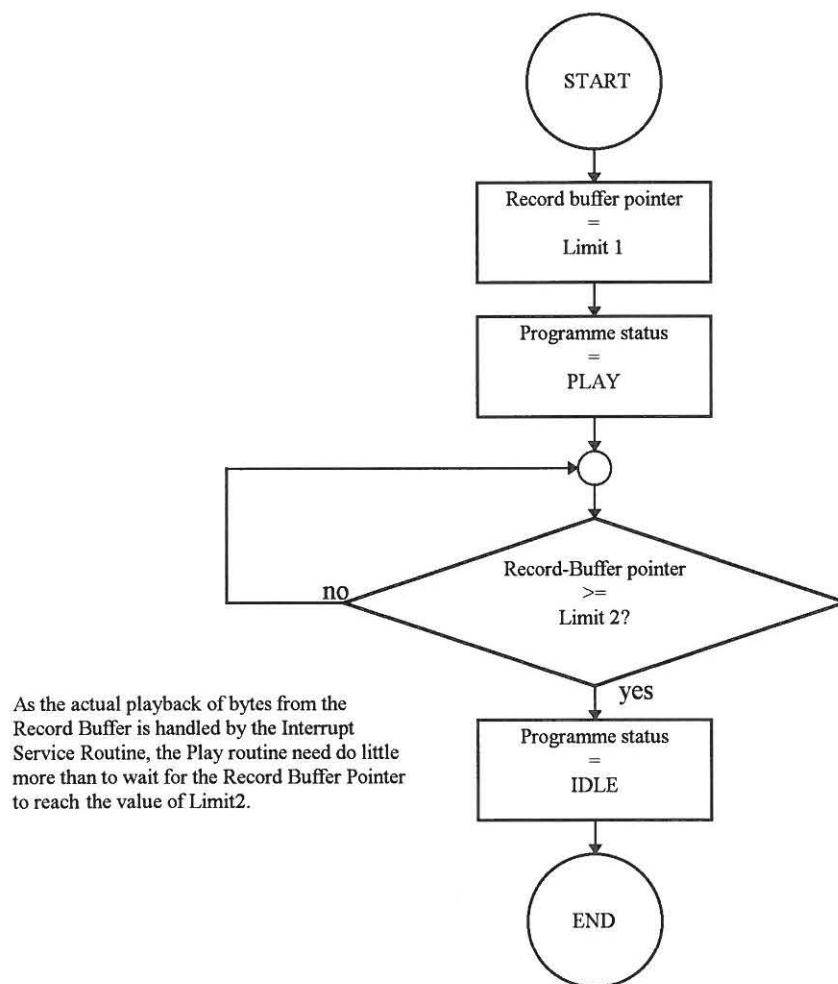 START
Record buffer pointer
=
Limit 1
Programme status
=
PLAY
Record-Buffer pointer
>=
Limit 2?
no
yes
As the actual playback of bytes from the
Record Buffer is handled by the Interrupt
Service Routine, the Play routine need do little
more than to wait for the Record Buffer Pointer
to reach the value of Limit2.
Programme status
=
IDLE
END